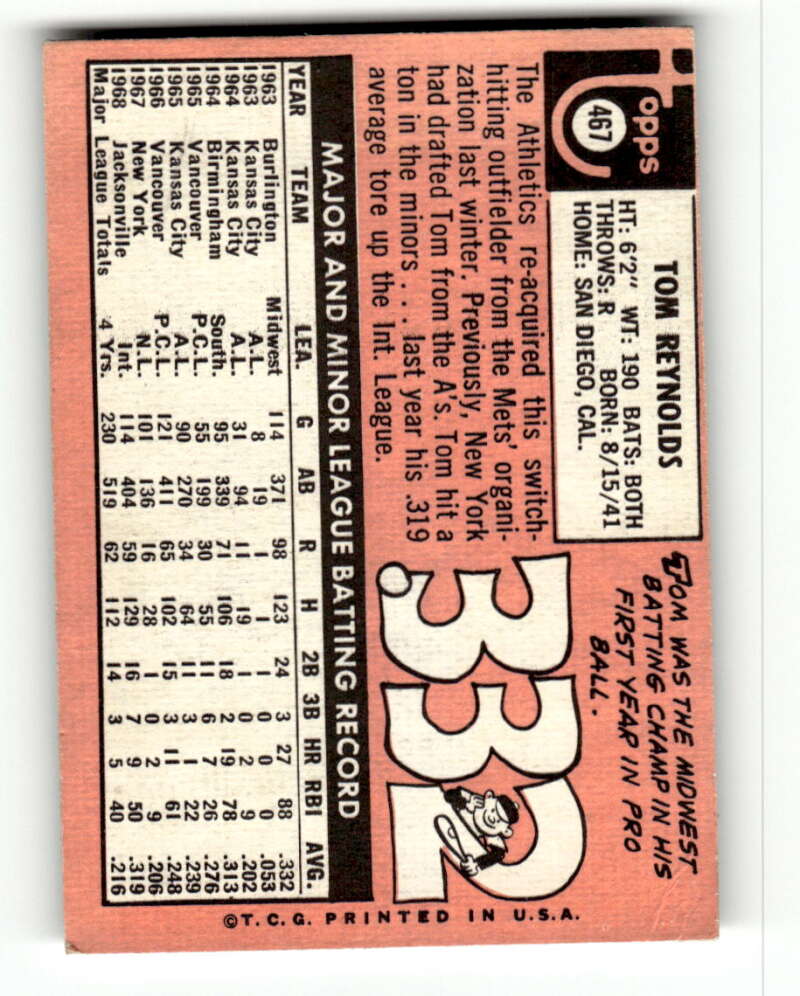 Topps
467
TOM REYNOLDS
HT: 6'2" WT: 190 BATS: BOTH
THROWS: R BORN: 8/15/41
HOME: SAN DIEGO, CAL.
The Athletics re-acquired this switch-
hitting outfielder from the Mets' organi-
zation last winter. Previously, New York
had drafted Tom from the A's. Tom hit a
ton in the minors . . . last year his .319
average tore up the Int. League.
TOM WAS THE MIDWEST
BATTING CHAMP IN HIS
FIRST YEAR IN PRO
BALL.
.332
MAJOR AND MINOR LEAGUE BATTING RECORD
YEAR TEAM LEA. G AB R H 2B 3B HR RBI AVG.
1963 Burlington Midwest 114 371 98 123 24 3 27 88 .332
1963 Kansas City A.L. 8 19 1 1 1 0 0 0 .053
1964 Kansas City A.L. 31 94 11 19 1 0 2 9 .202
1964 Birmingham South. 95 339 71 106 18 2 19 78 .313
1965 Vancouver P.C.L. 55 199 30 55 11 6 7 26 .276
1965 Kansas City A.L. 90 270 34 64 11 3 1 22 .239
1966 Vancouver P.C.L. 121 411 65 102 15 3 11 61 .248
1967 New York N.L. 101 136 16 28 1 0 2 9 .206
1968 Jacksonville Int. 114 404 59 129 16 7 9 50 .319
Major League Totals 4 Yrs. 230 519 62 112 14 3 5 40 .216
©T.C.G. PRINTED IN U.S.A.